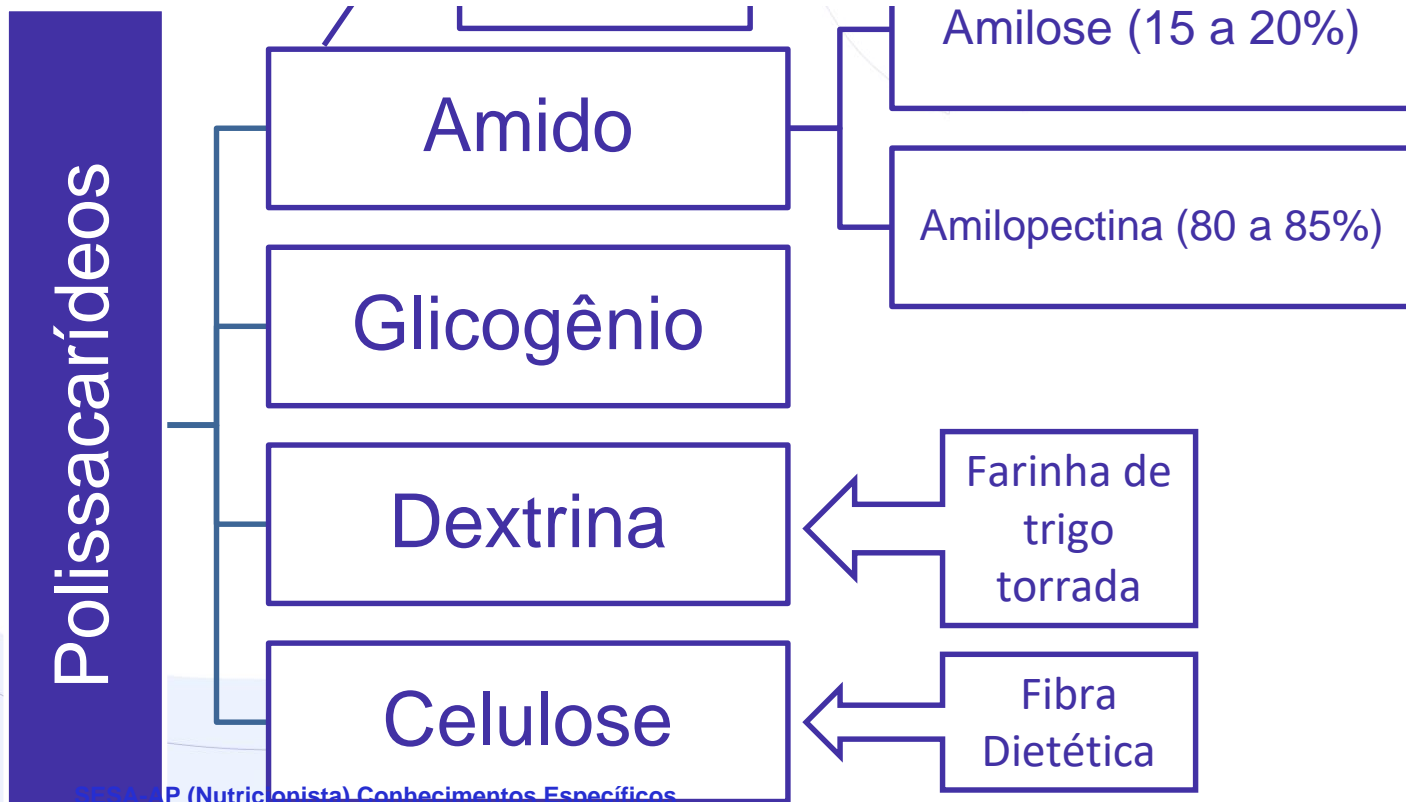 Polissacarídeos
Amido
Amilose (15 a 20%)
Amilopectina (80 a 85%)
Glicogênio
Dextrina
Farinha de
trigo
torrada
Celulose
Fibra
Dietética
SESA-AP (Nutricionista) Conhecimentos Específicos